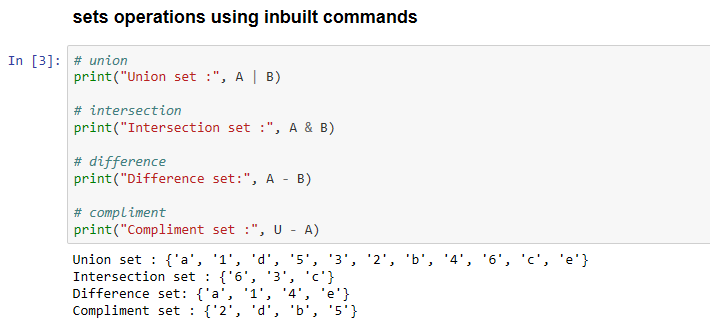 sets operations using inbuilt commands
In [3]: # union
print("Union set :", A | B)
# intersection
print("Intersection set :", A & B)
# difference
print("Difference set:", A - B)
# compliment
print("Compliment set :", U - A)
Union set : {'a', '1', 'd', '5', '3', '2', 'b', '4', '6', 'c', 'e'}
Intersection set : {'6', '3', 'c'}
Difference set: {'a', '1', '4', 'e'}
Compliment set : {'2', 'd', 'b', '5'}